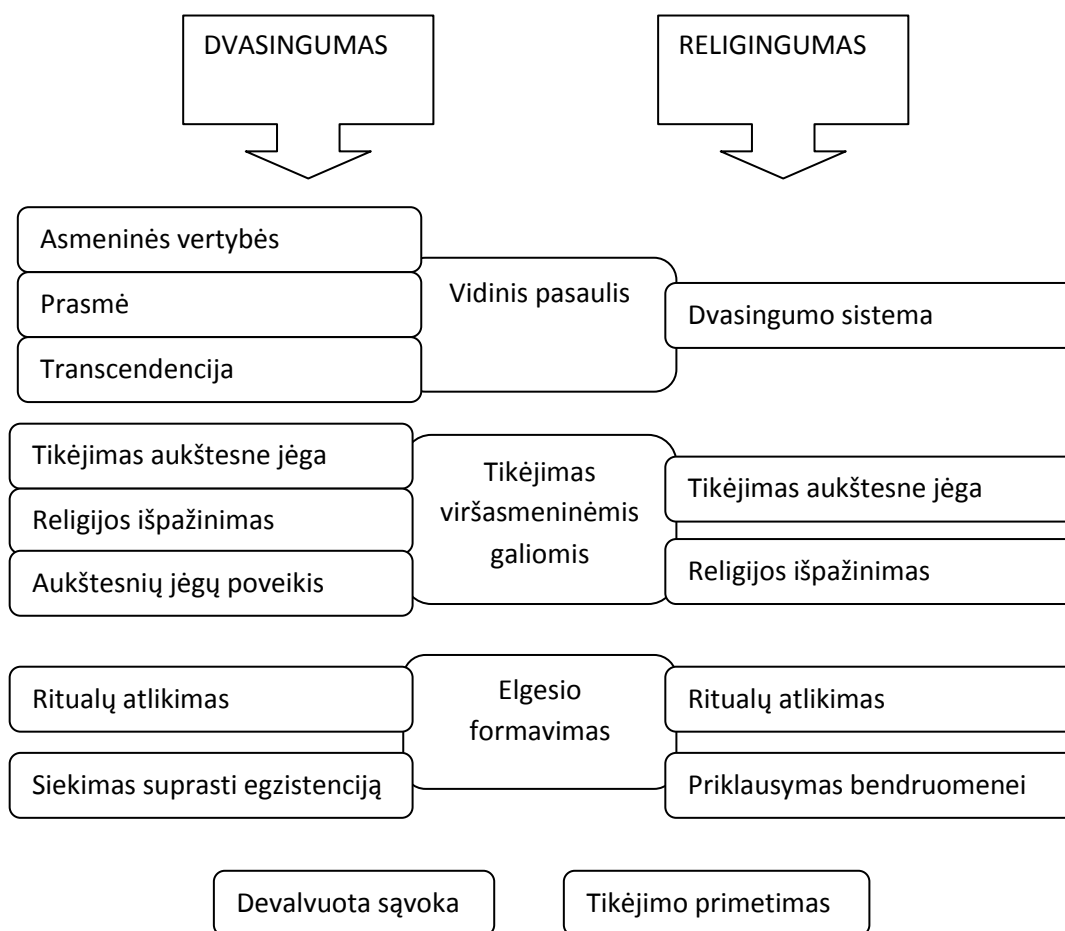 DVASINGUMAS
RELIGINGUMAS
Asmeninės vertybės
Prasmė
Transcendencija
Vidinis pasaulis
Dvasingumo sistema
Tikėjimas aukštesne jėga
Religijos išpažinimas
Aukštesnių jėgų poveikis
Tikėjimas
viršasmeninėmis
galiomis
Tikėjimas aukštesne jėga
Religijos išpažinimas
Ritualų atlikimas
Siekimas suprasti egzistenciją
Elgesio
formavimas
Ritualų atlikimas
Priklausymas bendruomenei
Devalvuota sąvoka
Tikėjimo primetimas